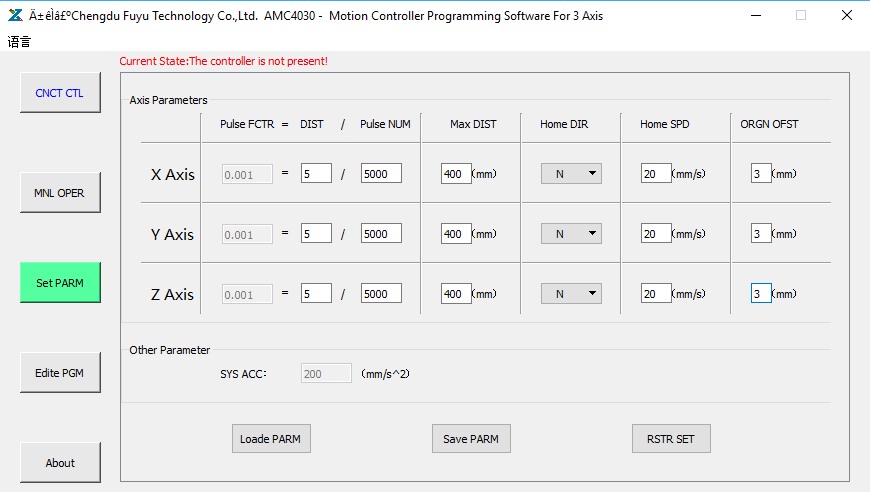 Ä±êÌâ£ºChengdu Fuyu Technology Co.,Ltd. AMC4030 - Motion Controller Programming Software For 3 Axis
语言
Current State:The controller is not present!
CNCT CTL
MNL OPER
Set PARM
Edite PGM
About
Axis Parameters
Pulse FCTR = DIST / Pulse NUM Max DIST Home DIR Home SPD ORGN OFST
X Axis 0.001 = 5 / 5000 400 (mm) N 20 (mm/s) 3 (mm)
Y Axis 0.001 = 5 / 5000 400 (mm) N 20 (mm/s) 3 (mm)
Z Axis 0.001 = 5 / 5000 400 (mm) N 20 (mm/s) 3 (mm)
Other Parameter
SYS ACC: 200 (mm/s^2)
Loade PARM Save PARM RSTR SET